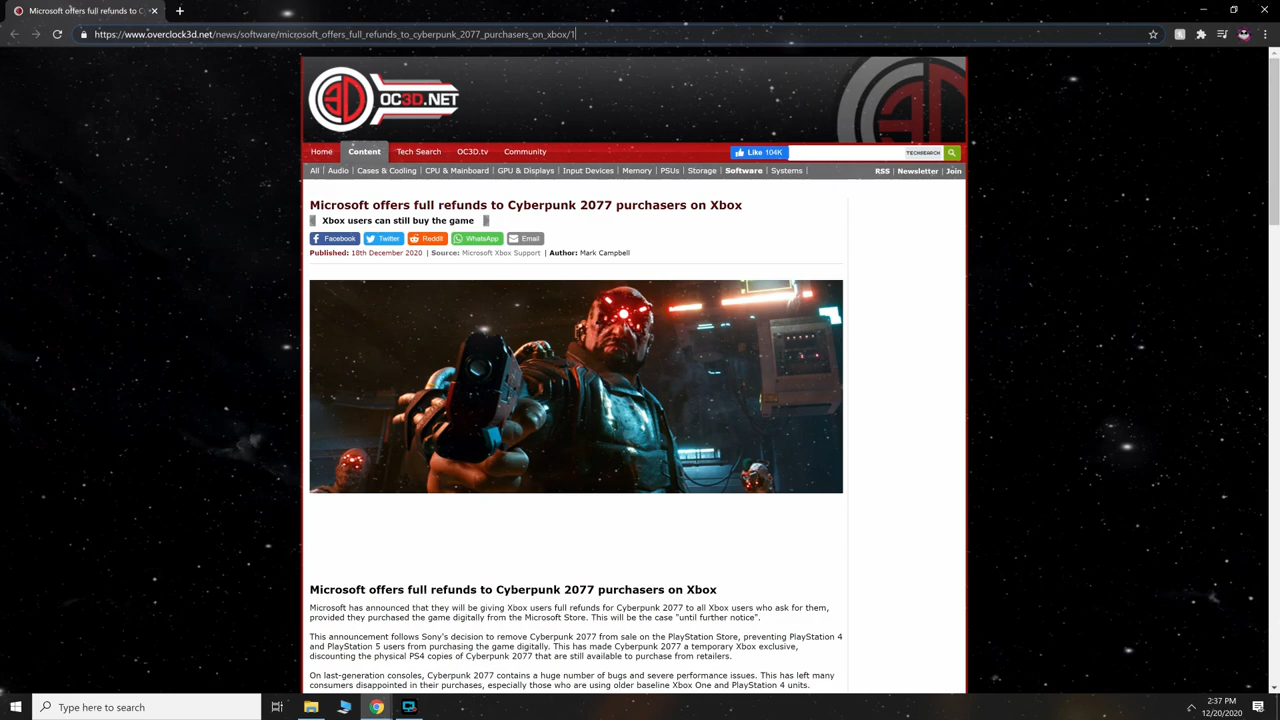 Microsoft offers full refunds to C
https://www.overclock3d.net/news/software/microsoft_offers_full_refunds_to_cyberpunk_2077_purchasers_on_xbox/1
3D OC3D.NET
Home Content Tech Search OC3D.tv Community Like 104K TECHSEARCH
All | Audio | Cases & Cooling | CPU & Mainboard | GPU & Displays | Input Devices | Memory | PSUs | Storage | Software | Systems | RSS | Newsletter | Join
Microsoft offers full refunds to Cyberpunk 2077 purchasers on Xbox
Xbox users can still buy the game
Facebook Twitter Reddit WhatsApp Email
Published: 18th December 2020 | Source: Microsoft Xbox Support | Author: Mark Campbell
Microsoft offers full refunds to Cyberpunk 2077 purchasers on Xbox
Microsoft has announced that they will be giving Xbox users full refunds for Cyberpunk 2077 to all Xbox users who ask for them,
provided they purchased the game digitally from the Microsoft Store. This will be the case "until further notice".
This announcement follows Sony's decision to remove Cyberpunk 2077 from sale on the PlayStation Store, preventing PlayStation 4
and PlayStation 5 users from purchasing the game digitally. This has made Cyberpunk 2077 a temporary Xbox exclusive,
discounting the physical PS4 copies of Cyberpunk 2077 that are still available to purchase from retailers.
On last-generation consoles, Cyberpunk 2077 contains a huge number of bugs and severe performance issues. This has left many
consumers disappointed in their purchases, especially those who are using older baseline Xbox One and PlayStation 4 units.
Type here to search
2:37 PM
12/20/2020